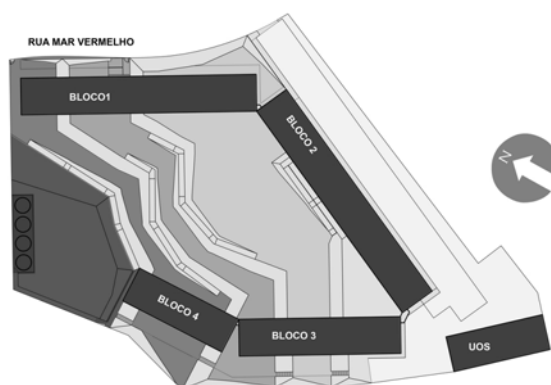 RUA MAR VERMELHO
BLOCO1
BLOCO 2
N
BLOCO 4
BLOCO 3
UOS